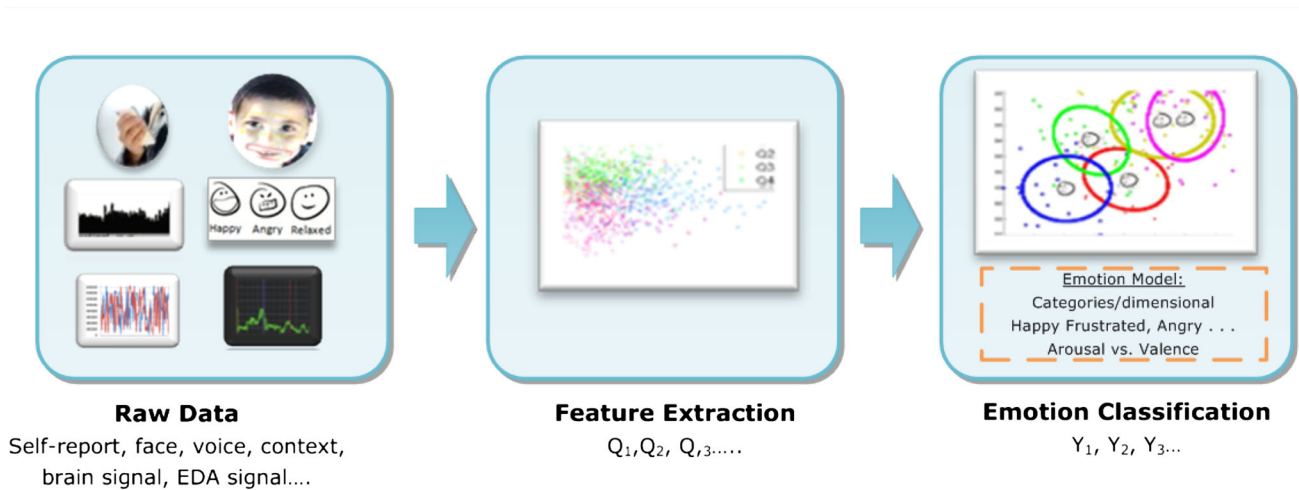 Happy Angry Relaxed
Q2
Q3
Q4
Emotion Model:
Categories/dimensional
Happy Frustrated, Angry . . .
Arousal vs. Valence
Raw Data
Self-report, face, voice, context,
brain signal, EDA signal....
Feature Extraction
Q1,Q2, Q,3.....
Emotion Classification
Y1, Y2, Y3...